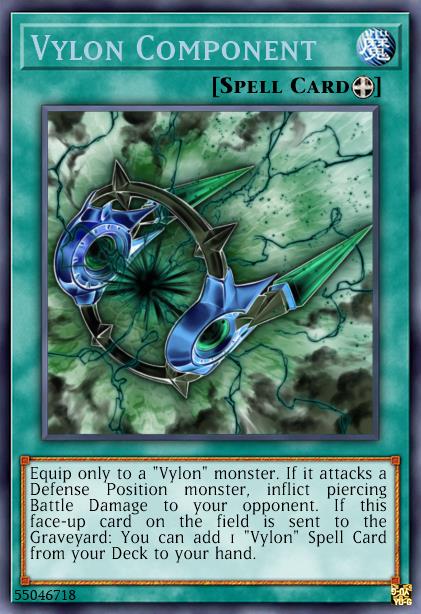 Vylon Component
魔
[Spell Card]
Equip only to a "Vylon" monster. If it attacks a
Defense Position monster, inflict piercing
Battle Damage to your opponent. If this
face-up card on the field is sent to the
Graveyard: You can add 1 "Vylon" Spell Card
from your Deck to your hand.
55046718